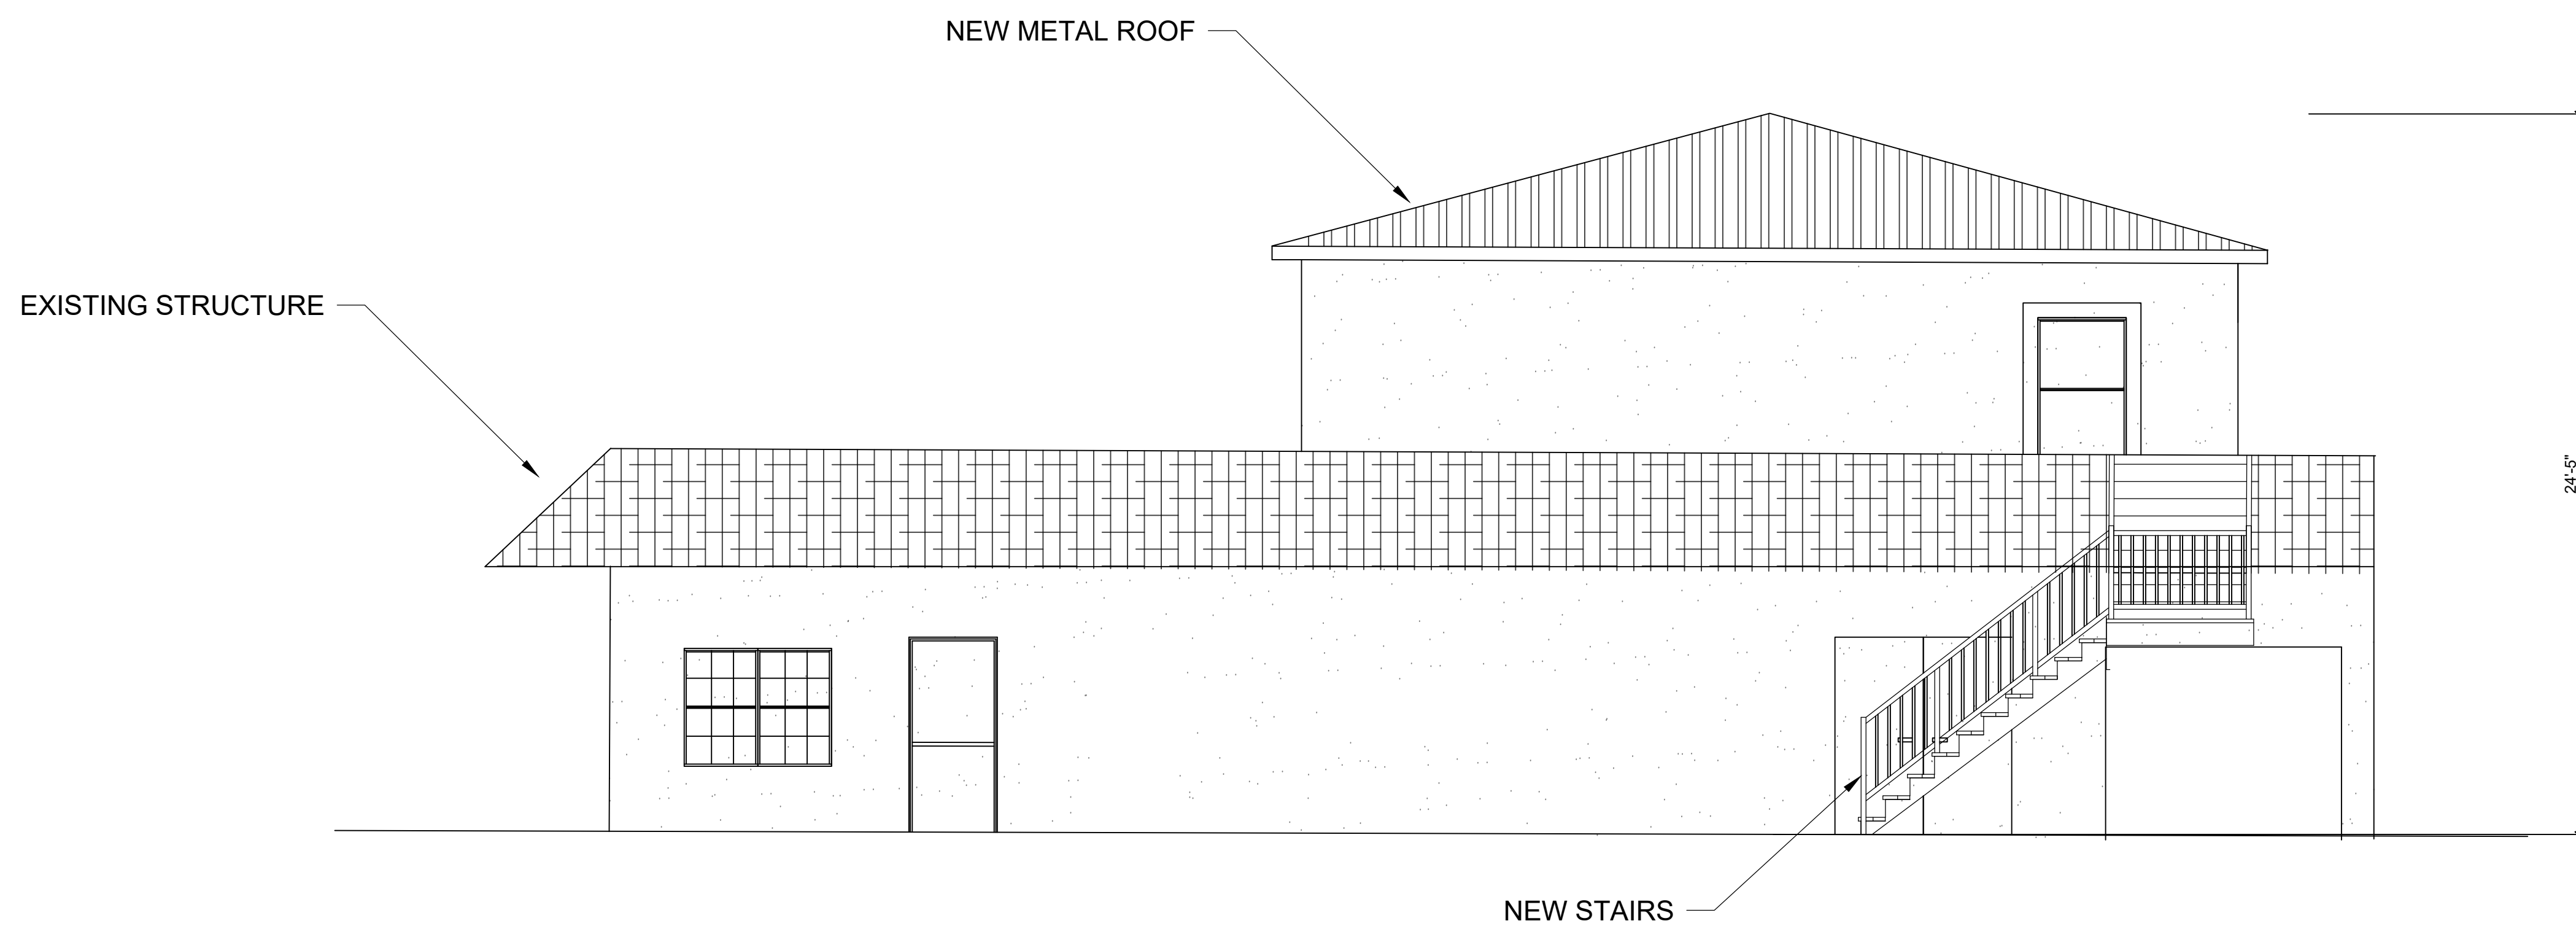 NEW METAL ROOF
EXISTING STRUCTURE
24'-5"
NEW STAIRS